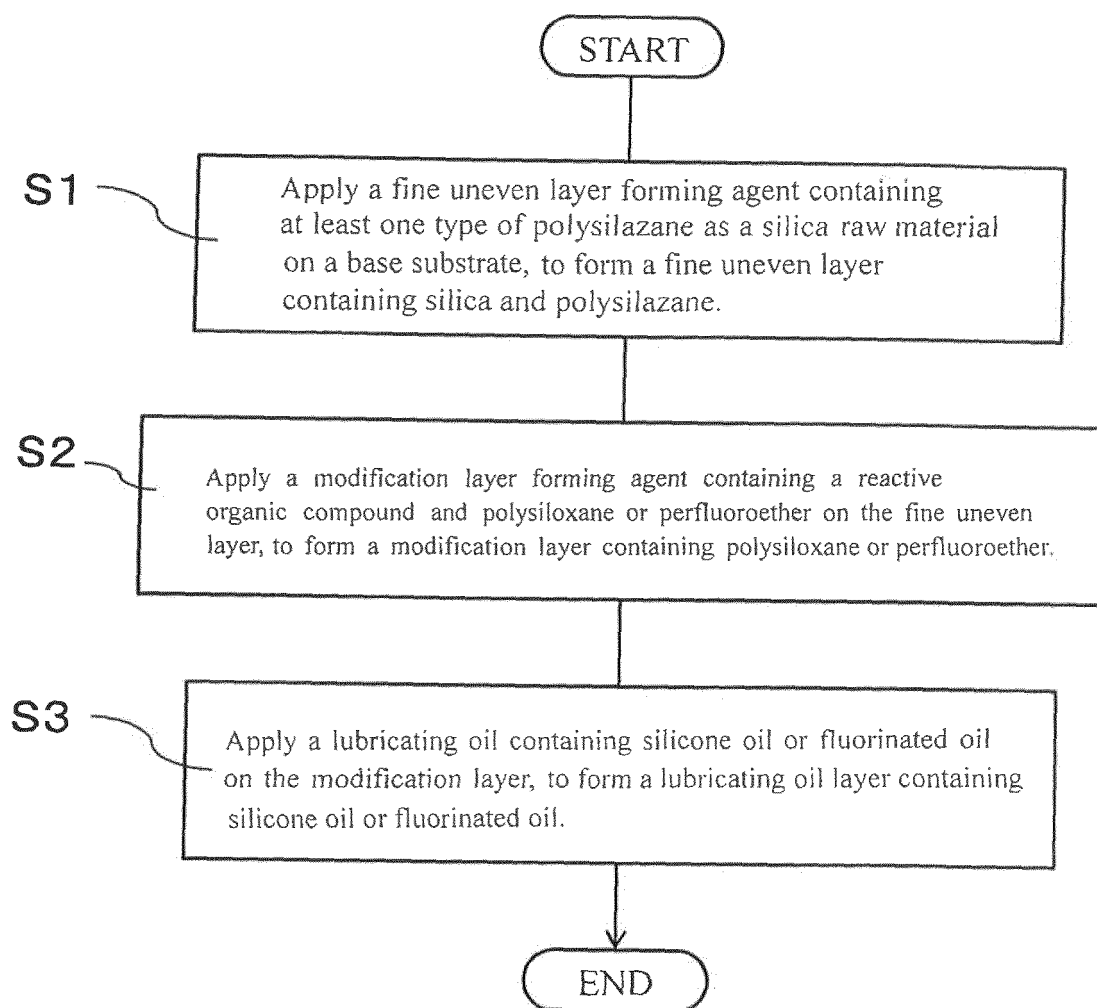 START
S1
Apply a fine uneven layer forming agent containing
at least one type of polysilazane as a silica raw material
on a base substrate, to form a fine uneven layer
containing silica and polysilazane.
S2
Apply a modification layer forming agent containing a reactive
organic compound and polysiloxane or perfluoroether on the fine uneven
layer, to form a modification layer containing polysiloxane or perfluoroether.
S3
Apply a lubricating oil containing silicone oil or fluorinated oil
on the modification layer, to form a lubricating oil layer containing
silicone oil or fluorinated oil.
END